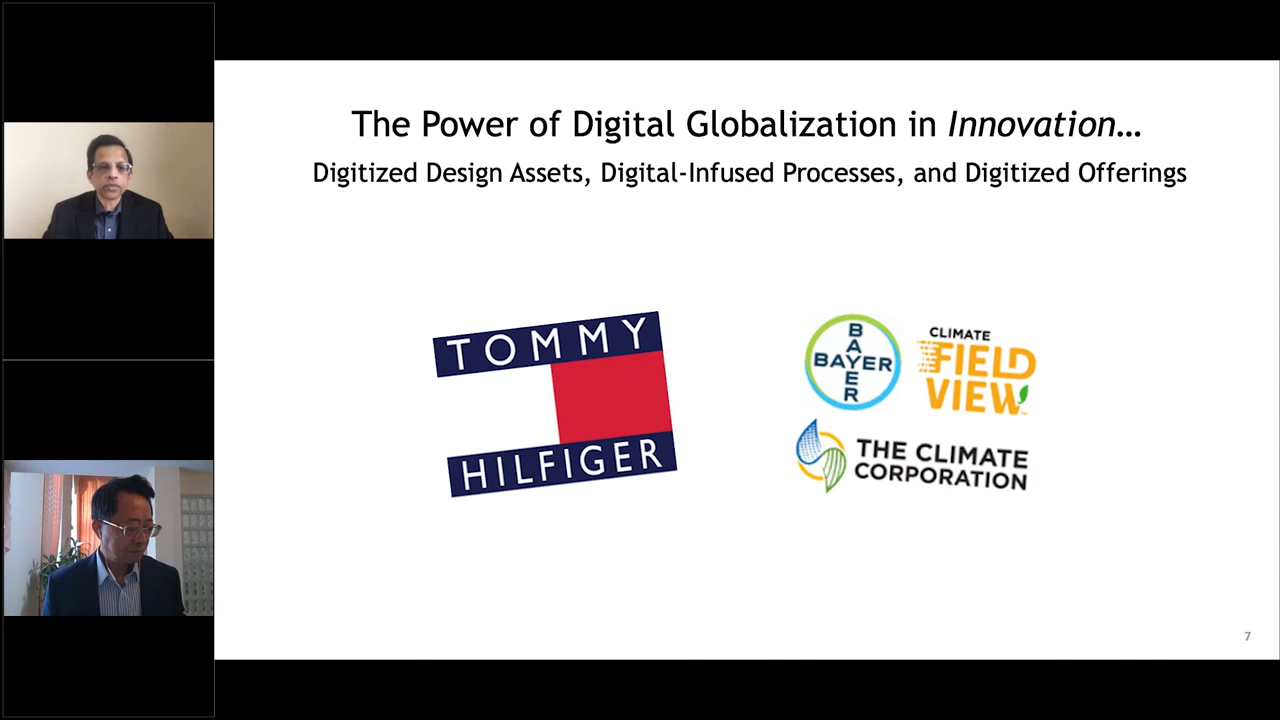 The Power of Digital Globalization in Innovation…
Digitized Design Assets, Digital-Infused Processes, and Digitized Offerings
TOMMY
HILFIGER
BAYER
BAYER
CLIMATE
FIELD
VIEW
THE CLIMATE
CORPORATION
7